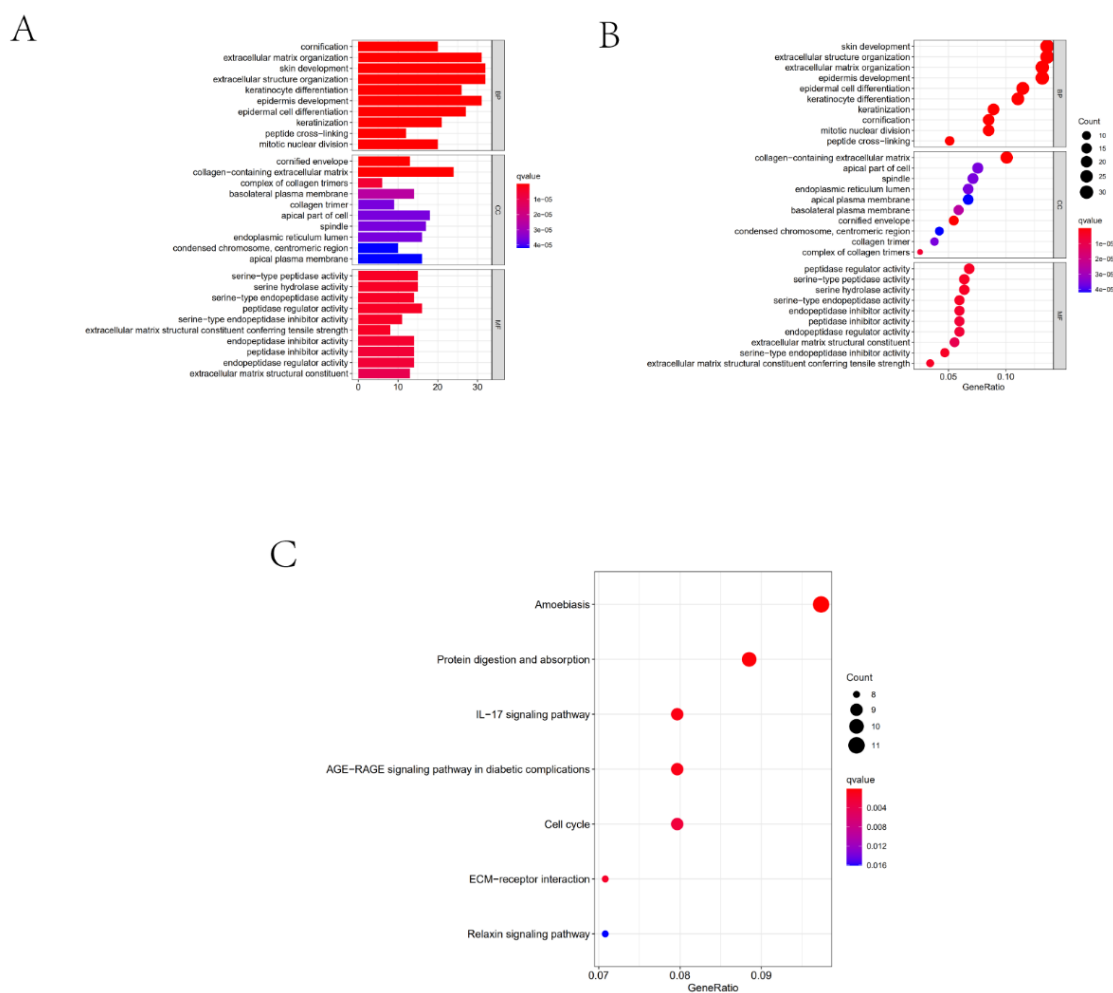 A
cornification
extracellular matrix organization
skin development
extracellular structure organization
keratinocyte differentiation
epidermis development
epidermal cell differentiation
keratinization
peptide cross−linking
mitotic nuclear division
BP
cornified envelope
collagen−containing extracellular matrix
complex of collagen trimers
basolateral plasma membrane
collagen trimer
apical part of cell
spindle
endoplasmic reticulum lumen
condensed chromosome, centromeric region
apical plasma membrane
CC
serine−type peptidase activity
serine hydrolase activity
serine−type endopeptidase activity
peptidase regulator activity
serine−type endopeptidase inhibitor activity
extracellular matrix structural constituent conferring tensile strength
endopeptidase inhibitor activity
peptidase inhibitor activity
endopeptidase regulator activity
extracellular matrix structural constituent
MF
0 10 20 30
qvalue
1e−05
2e−05
3e−05
4e−05
B
skin development
extracellular structure organization
extracellular matrix organization
epidermis development
epidermal cell differentiation
keratinocyte differentiation
keratinization
cornification
mitotic nuclear division
peptide cross−linking
BP
collagen−containing extracellular matrix
apical part of cell
spindle
endoplasmic reticulum lumen
apical plasma membrane
basolateral plasma membrane
cornified envelope
condensed chromosome, centromeric region
collagen trimer
complex of collagen trimers
CC
peptidase regulator activity
serine−type peptidase activity
serine hydrolase activity
serine−type endopeptidase activity
endopeptidase inhibitor activity
peptidase inhibitor activity
endopeptidase regulator activity
extracellular matrix structural constituent
serine−type endopeptidase inhibitor activity
extracellular matrix structural constituent conferring tensile strength
MF
0.05 0.10
GeneRatio
Count
10
15
20
25
30
qvalue
1e−05
2e−05
3e−05
4e−05
C
Amoebiasis
Protein digestion and absorption
IL−17 signaling pathway
AGE−RAGE signaling pathway in diabetic complications
Cell cycle
ECM−receptor interaction
Relaxin signaling pathway
0.07 0.08 0.09
GeneRatio
Count
8
9
10
11
qvalue
0.004
0.008
0.012
0.016